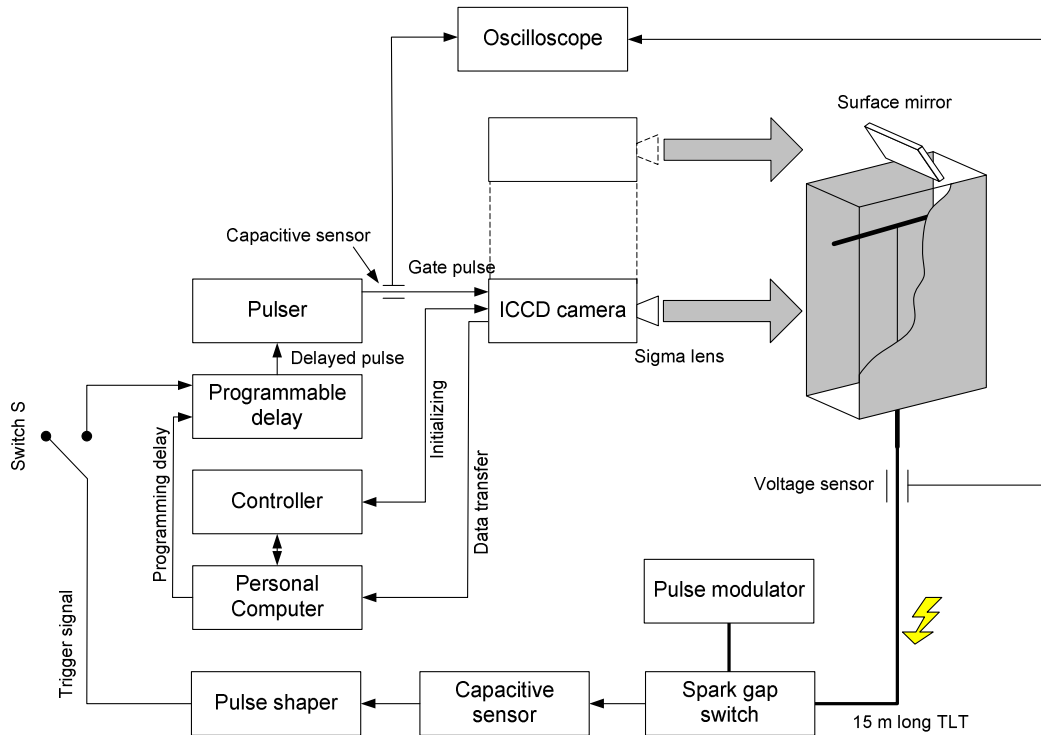 Oscilloscope
Surface mirror
Capacitive
sensor
Gate pulse
Pulser
ICCD camera
Sigma lens
Delayed pulse
Programmable
delay
Switch S
Initializing
Programming delay
Data transfer
Controller
Voltage sensor
Personal
Computer
Pulse modulator
Trigger signal
Pulse shaper
Capacitive
sensor
Spark gap
switch
15 m long TLT